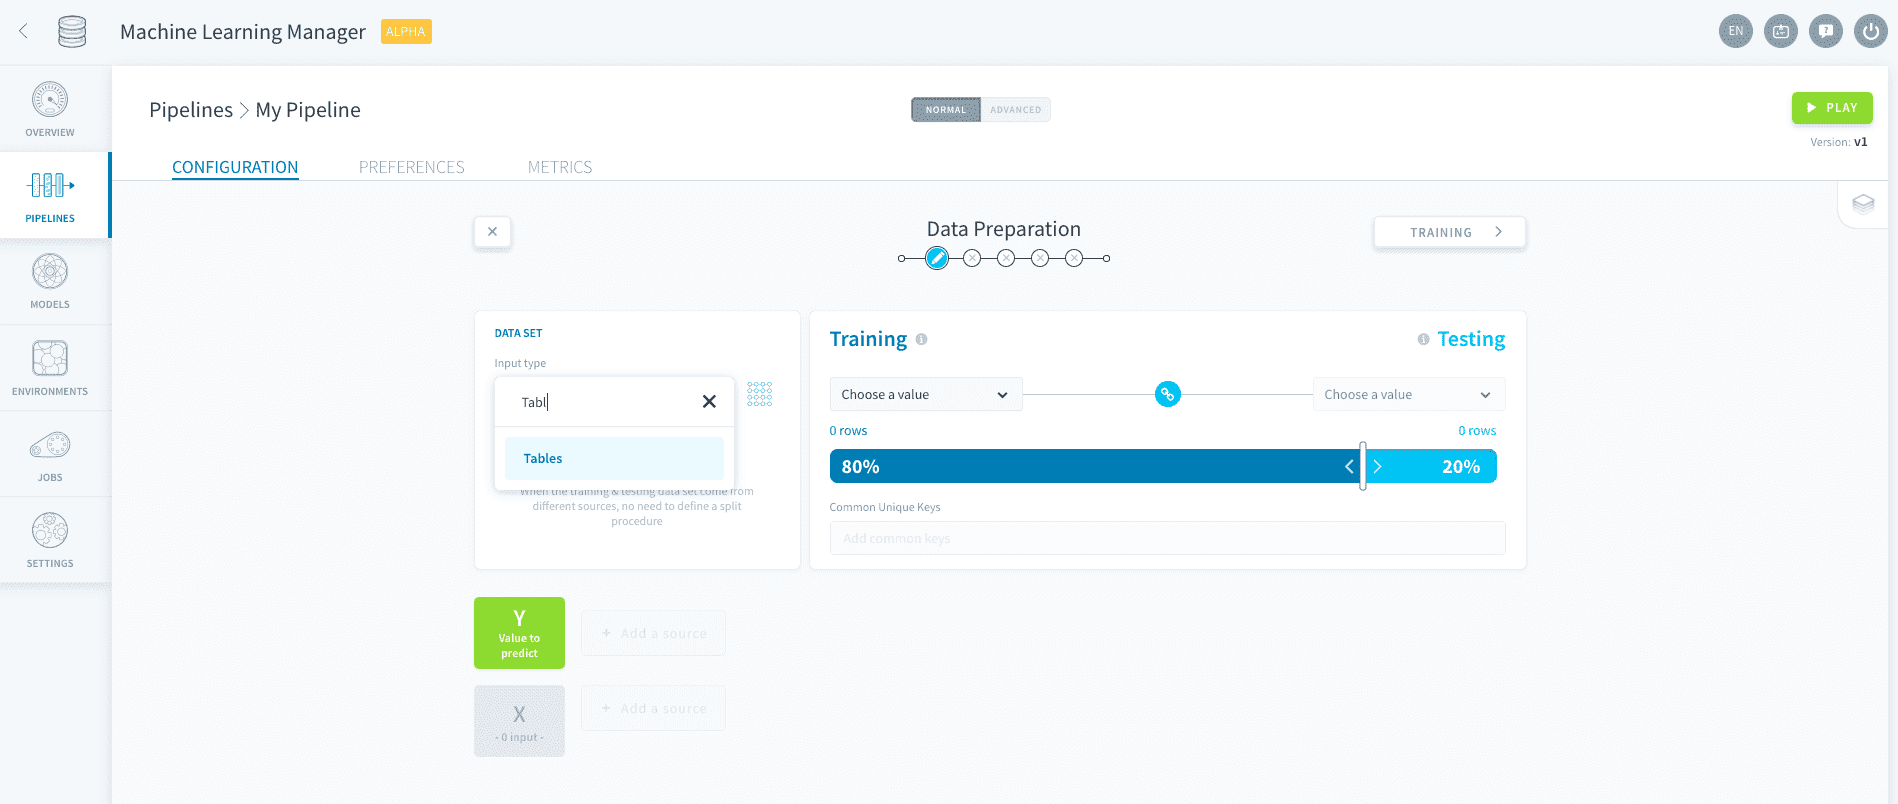 Machine Learning Manager
ALPHA
EN
OVERVIEW
PIPELINES
MODELS
ENVIRONMENTS
JOBS
SETTINGS
Pipelines > My Pipeline
NORMAL
ADVANCED
PLAY
Version: v1
CONFIGURATION
PREFERENCES
METRICS
Data Preparation
TRAINING
DATA SET
Input type
Tabl
Tables
When the training & testing data set come from
different sources, no need to define a split
procedure
Training
Testing
Choose a value
Choose a value
0 rows
0 rows
80%
20%
Common Unique Keys
Add common keys
Y
Value to
predict
+ Add a source
X
- 0 input -
+ Add a source